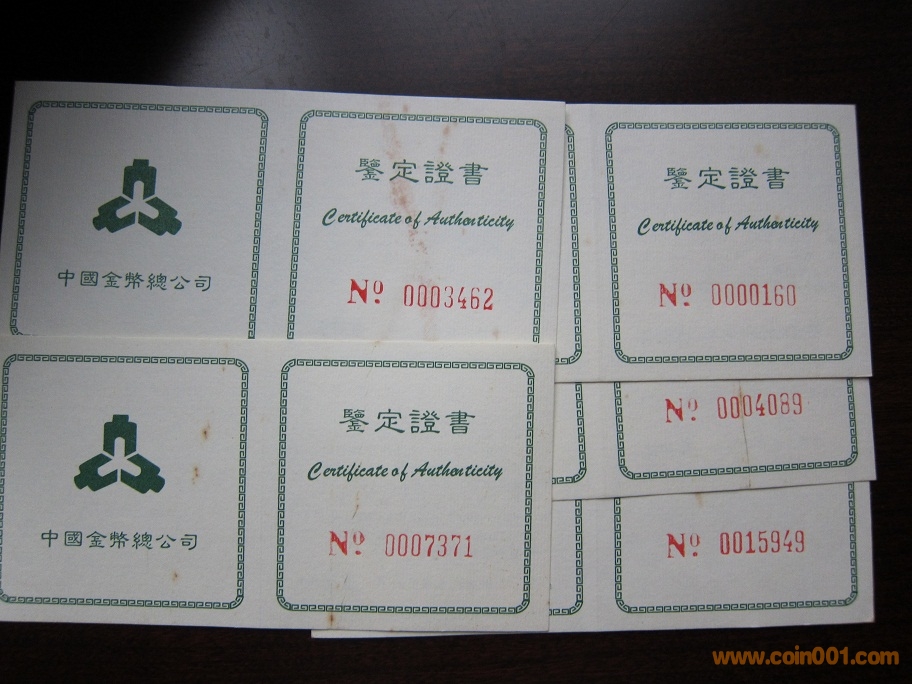 中國金幣總公司
鑒定證書
Certificate of Authenticity
Nº 0003462
鑒定證書
Certificate of Authenticity
Nº 0000160
中國金幣總公司
鑒定證書
Certificate of Authenticity
Nº 0007371
Nº 0004089
Nº 0015949
www.coin001.com